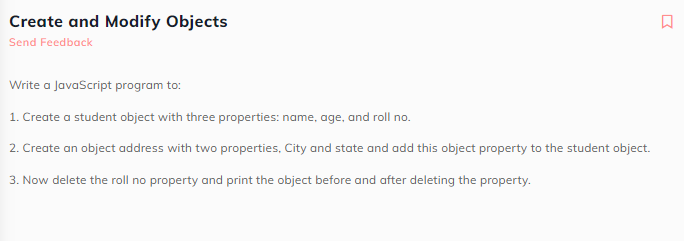 Create and Modify Objects
Send Feedback
Write a JavaScript program to:
1. Create a student object with three properties: name, age, and roll no.
2. Create an object address with two properties, City and state and add this object property to the student object.
3. Now delete the roll no property and print the object before and after deleting the property.